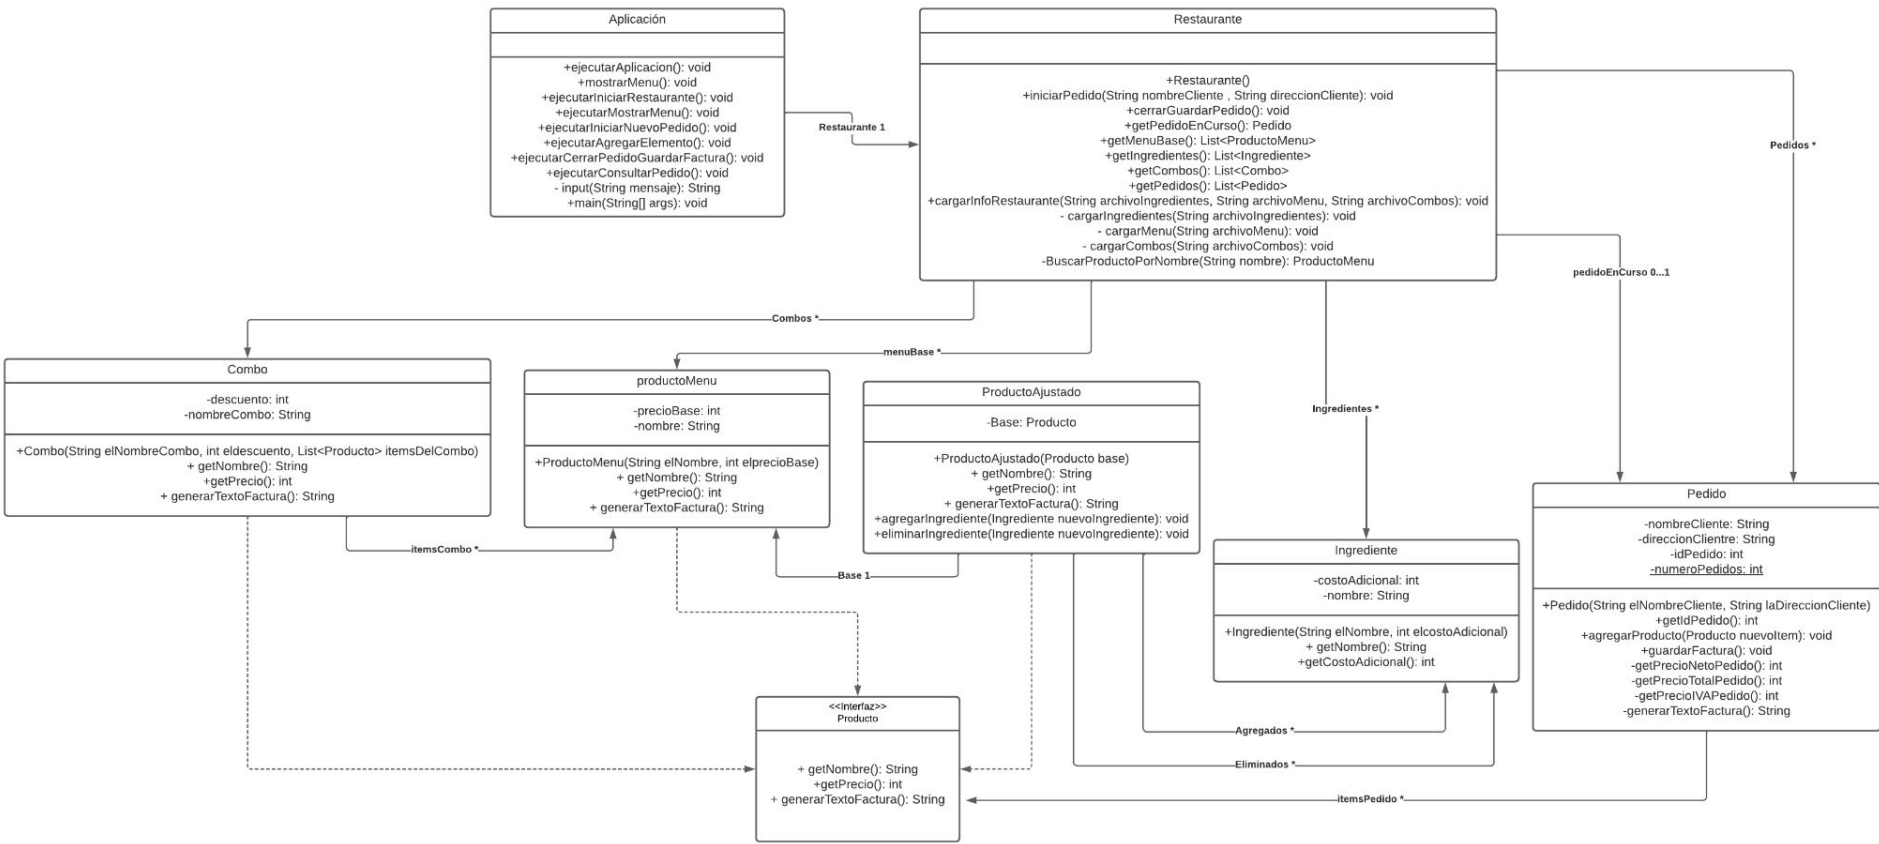 Aplicación
+ejecutarAplicacion(): void
+mostrarMenu(): void
+ejecutarIniciarRestaurante(): void
+ejecutarMostrarMenu(): void
+ejecutarIniciarNuevoPedido(): void
+ejecutarAgregarElemento(): void
+ejecutarCerrarPedidoGuardarFactura(): void
+ejecutarConsultarPedido(): void
- input(String mensaje): String
+main(String[] args): void
Restaurante 1
Restaurante
+Restaurante()
+iniciarPedido(String nombreCliente , String direccionCliente): void
+cerrarGuardarPedido(): void
+getPedidoEnCurso(): Pedido
+getMenuBase(): List<ProductoMenu>
+getIngredientes(): List<Ingrediente>
+getCombos(): List<Combo>
+getPedidos(): List<Pedido>
+cargarInfoRestaurante(String archivoIngredientes, String archivoMenu, String archivoCombos): void
- cargarIngredientes(String archivoIngredientes): void
- cargarMenu(String archivoMenu): void
- cargarCombos(String archivoCombos): void
-BuscarProductoPorNombre(String nombre): ProductoMenu
Pedidos *
pedidoEnCurso 0...1
Combos *
menuBase *
Ingredientes *
Combo
-descuento: int
-nombreCombo: String
+Combo(String elNombreCombo, int eldescuento, List<Producto> itemsDelCombo)
+ getNombre(): String
+getPrecio(): int
+ generarTextoFactura(): String
itemsCombo *
productoMenu
-precioBase: int
-nombre: String
+ProductoMenu(String elNombre, int elprecioBase)
+ getNombre(): String
+getPrecio(): int
+ generarTextoFactura(): String
ProductoAjustado
-Base: Producto
+ProductoAjustado(Producto base)
+ getNombre(): String
+getPrecio(): int
+ generarTextoFactura(): String
+agregarIngrediente(Ingrediente nuevoIngrediente): void
+eliminarIngrediente(Ingrediente nuevoIngrediente): void
Base 1
Ingrediente
-costoAdicional: int
-nombre: String
+Ingrediente(String elNombre, int elcostoAdicional)
+ getNombre(): String
+getCostoAdicional(): int
Pedido
-nombreCliente: String
-direccionClientre: String
-idPedido: int
-numeroPedidos: int
+Pedido(String elNombreCliente, String laDireccionCliente)
+getIdPedido(): int
+agregarProducto(Producto nuevoItem): void
+guardarFactura(): void
-getPrecioNetoPedido(): int
-getPrecioTotalPedido(): int
-getPrecioIVAPedido(): int
-generarTextoFactura(): String
Agregados *
Eliminados *
itemsPedido *
<<Interfaz>>
Producto
+ getNombre(): String
+getPrecio(): int
+ generarTextoFactura(): String